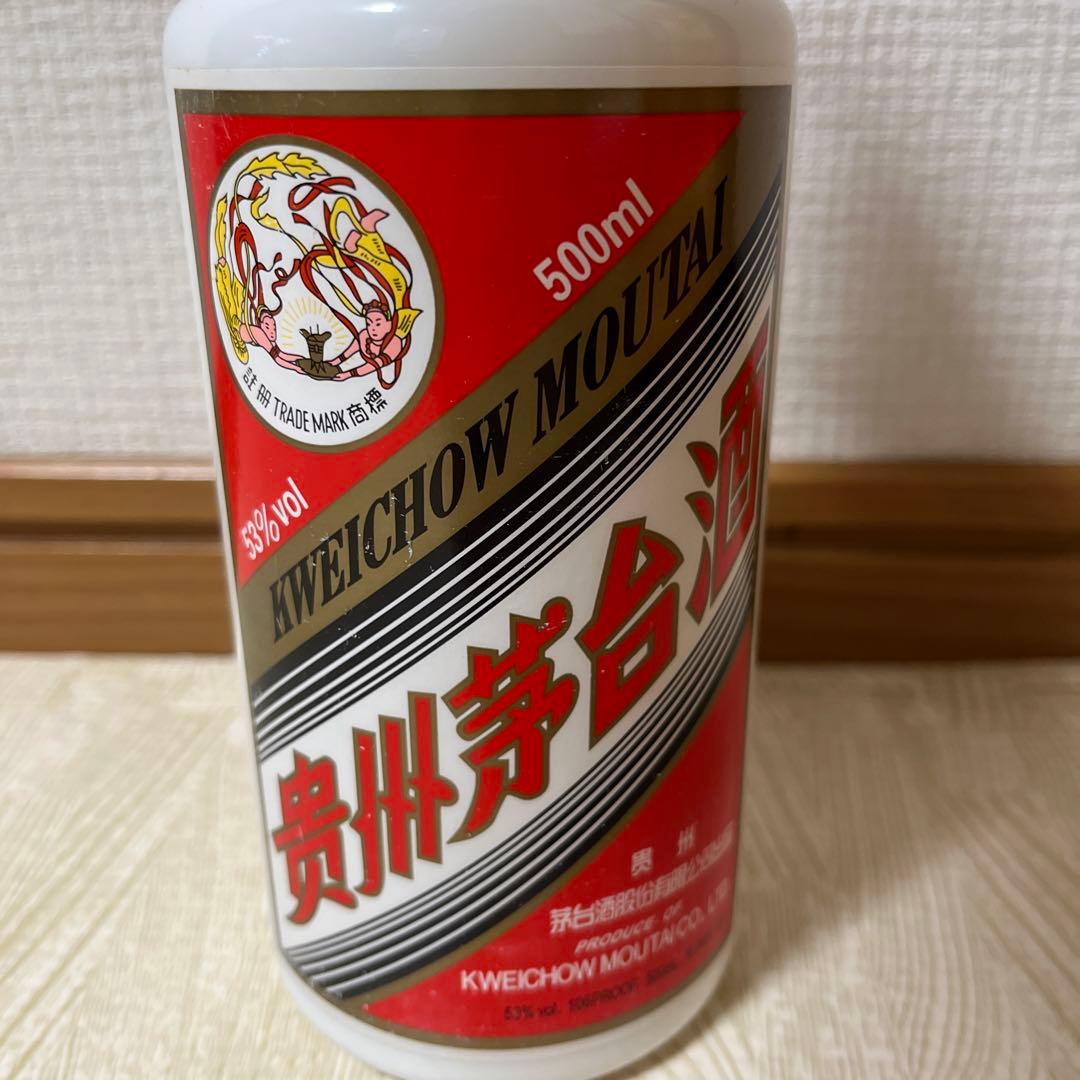 500ml
註冊 TRADE MARK 商標
53%vol
KWEICHOW MOUTAI
贵州茅台酒
贵州
茅台酒股份有限公司出品
PRODUCE OF
KWEICHOW MOUTAI CO., LTD
53% vol. 106PROOF